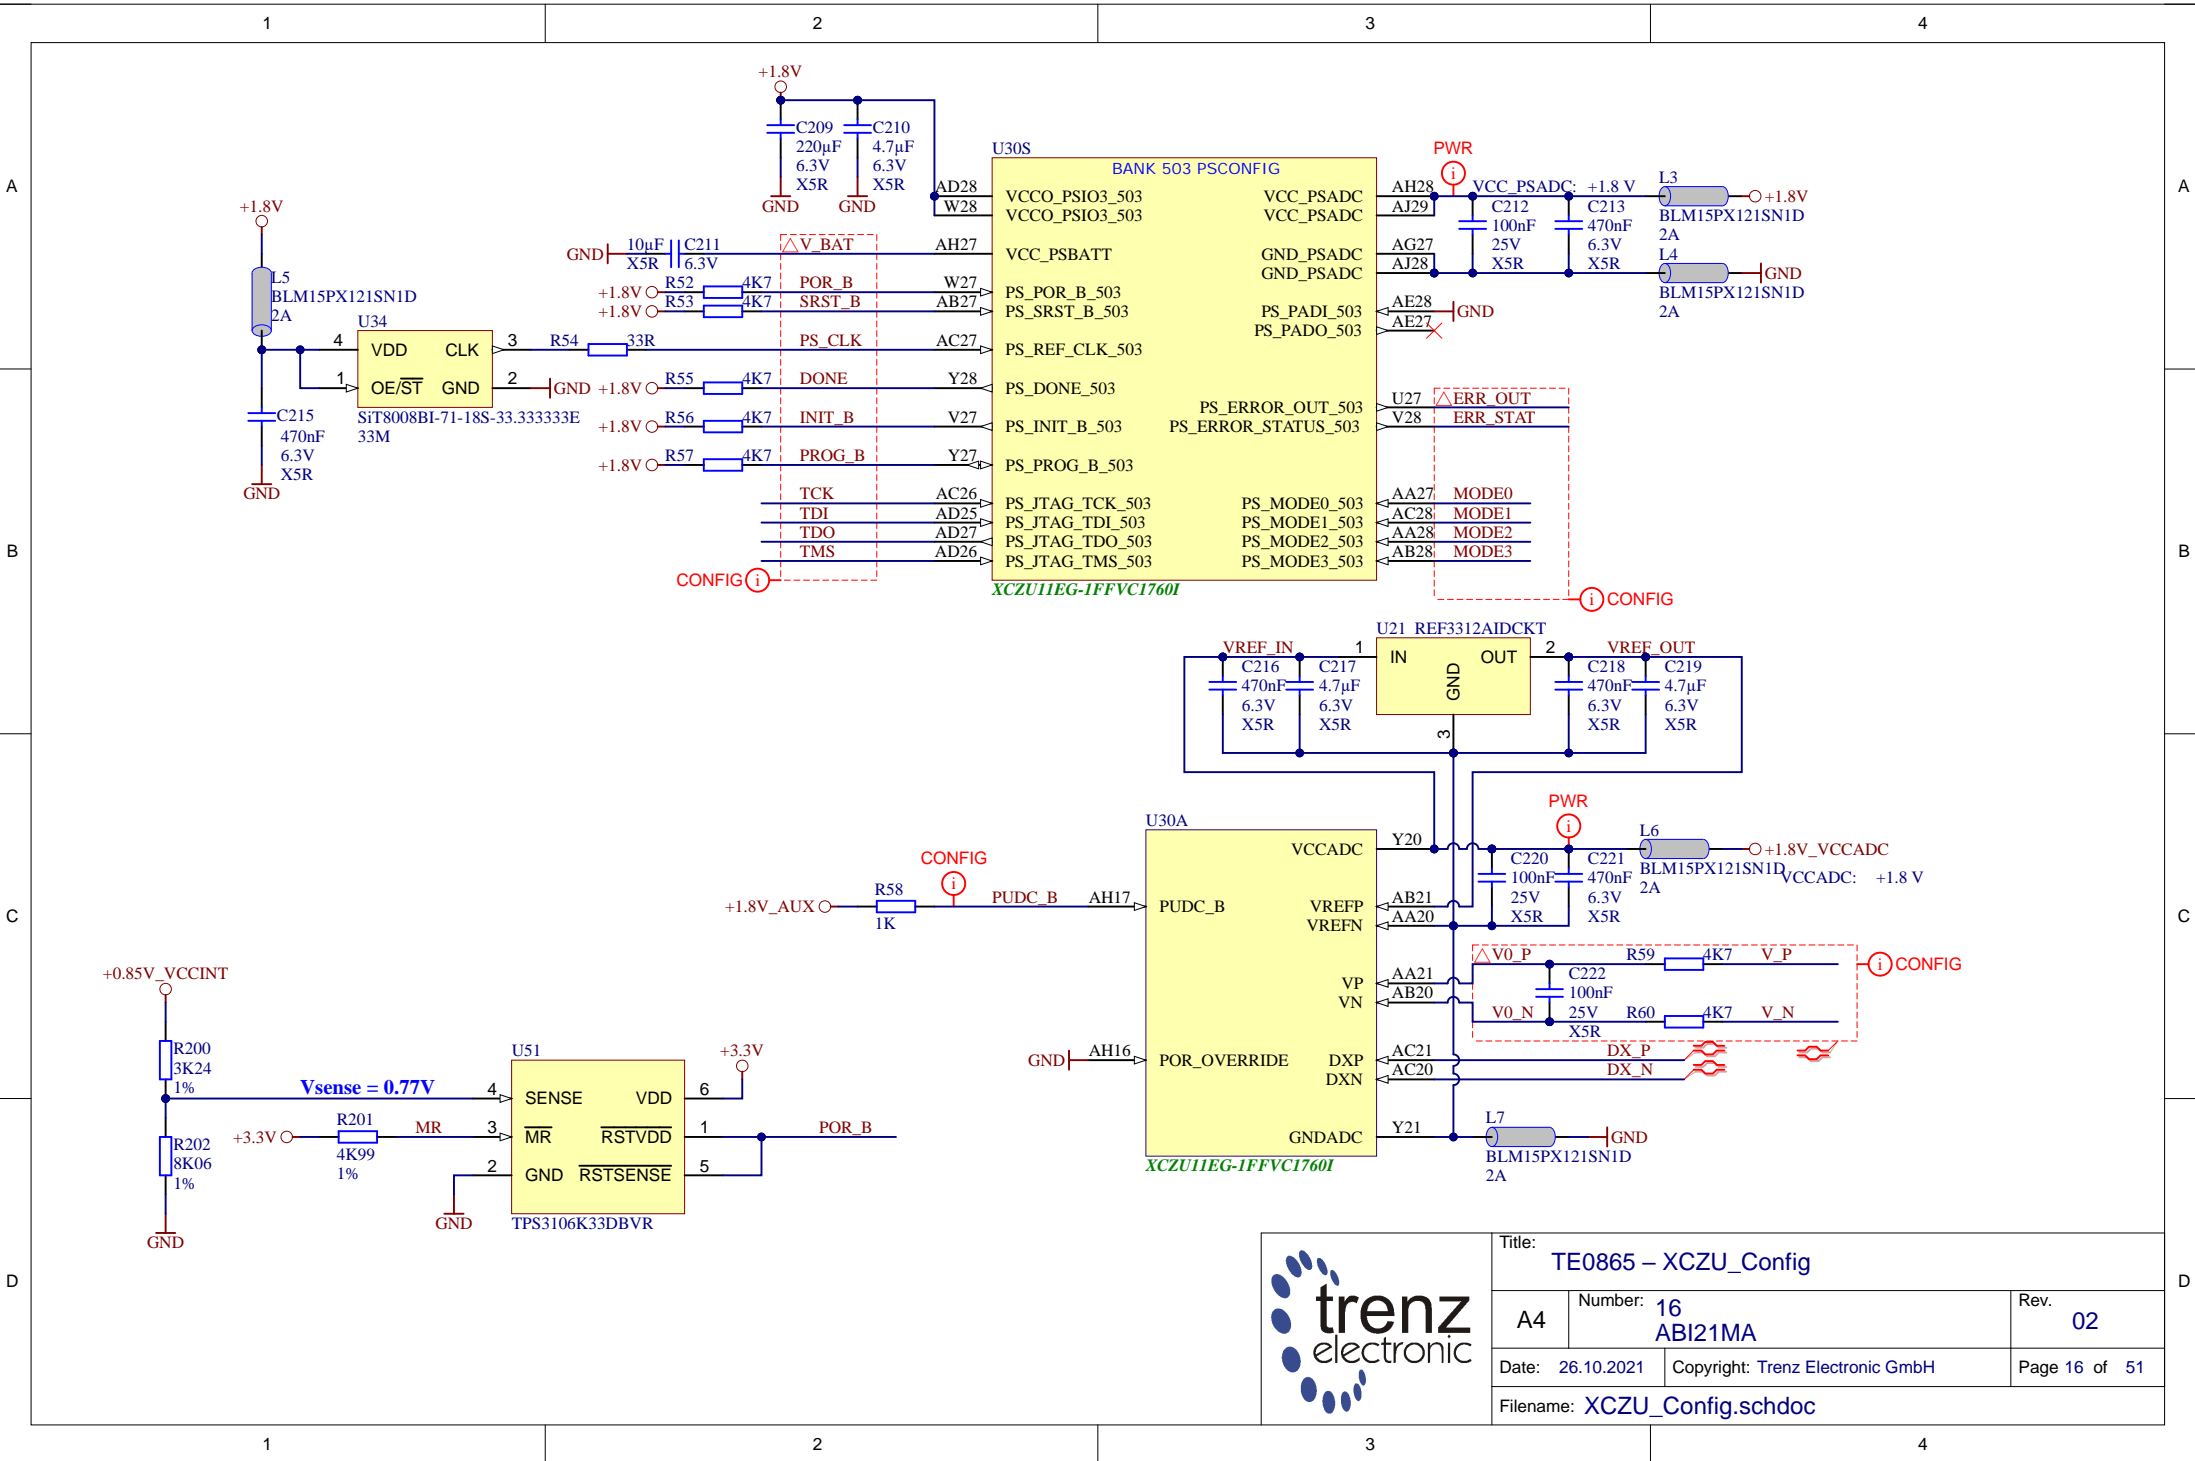 1 2 3 4
A A
B B
C C
D D
+1.8V
C209
220µF
6.3V
X5R
GND
C210
4.7µF
6.3V
X5R
GND
U30S
BANK 503 PSCONFIG
AD28 VCCO_PSIO3_503
W28 VCCO_PSIO3_503
GND 10µF X5R C211 6.3V V_BAT AH27 VCC_PSBATT
+1.8V R52 4K7 POR_B W27 PS_POR_B_503
+1.8V R53 4K7 SRST_B AB27 PS_SRST_B_503
R54 33R PS_CLK AC27 PS_REF_CLK_503
+1.8V R55 4K7 DONE Y28 PS_DONE_503
+1.8V R56 4K7 INIT_B V27 PS_INIT_B_503
+1.8V R57 4K7 PROG_B Y27 PS_PROG_B_503
TCK AC26 PS_JTAG_TCK_503
TDI AD25 PS_JTAG_TDI_503
TDO AD27 PS_JTAG_TDO_503
TMS AD26 PS_JTAG_TMS_503
i CONFIG
VCC_PSADC AH28
VCC_PSADC AJ29
GND_PSADC AG27
GND_PSADC AJ28
PS_PADI_503 AE28 GND
PS_PADO_503 AE27
PS_ERROR_OUT_503 U27 ERR_OUT
PS_ERROR_STATUS_503 V28 ERR_STAT
PS_MODE0_503 AA27 MODE0
PS_MODE1_503 AC28 MODE1
PS_MODE2_503 AA28 MODE2
PS_MODE3_503 AB28 MODE3
i CONFIG
XCZU11EG-1FFVC1760I
PWR
i
VCC_PSADC: +1.8 V
C212
100nF
25V
X5R
C213
470nF
6.3V
X5R
L3
+1.8V
BLM15PX121SN1D
2A
L4
GND
BLM15PX121SN1D
2A
+1.8V
L5
BLM15PX121SN1D
2A
U34
4 VDD CLK 3
1 OE/ST GND 2 GND
SiT8008BI-71-18S-33.333333E
33M
C215
470nF
6.3V
X5R
GND
U21 REF3312AIDCKT
VREF_IN 1 IN OUT 2 VREF_OUT
GND
3
C216
470nF
6.3V
X5R
C217
4.7µF
6.3V
X5R
C218
470nF
6.3V
X5R
C219
4.7µF
6.3V
X5R
U30A
+1.8V_AUX R58 1K
CONFIG
i
PUDC_B AH17 PUDC_B
GND AH16 POR_OVERRIDE
VCCADC Y20
VREFP AB21
VREFN AA20
VP AA21
VN AB20
DXP AC21 DX_P
DXN AC20 DX_N
GNDADC Y21
XCZU11EG-1FFVC1760I
PWR
i
C220
100nF
25V
X5R
C221
470nF
6.3V
X5R
L6
+1.8V_VCCADC
BLM15PX121SN1D
2A
VCCADC: +1.8 V
V0_P R59 4K7 V_P
C222
100nF
25V
X5R
V0_N R60 4K7 V_N
i CONFIG
L7
GND
BLM15PX121SN1D
2A
+0.85V_VCCINT
R200
3K24
1%
R202
8K06
1%
GND
Vsense = 0.77V
+3.3V R201 MR
4K99
1%
U51
4 SENSE VDD 6
3 MR RSTVDD 1 POR_B
2 GND RSTSENSE 5
+3.3V
GND
TPS3106K33DBVR
trenz
electronic
Title:
TE0865 – XCZU_Config
A4 Number: 16
ABI21MA
Rev.
02
Date: 26.10.2021 Copyright: Trenz Electronic GmbH Page 16 of 51
Filename: XCZU_Config.schdoc
1 2 3 4